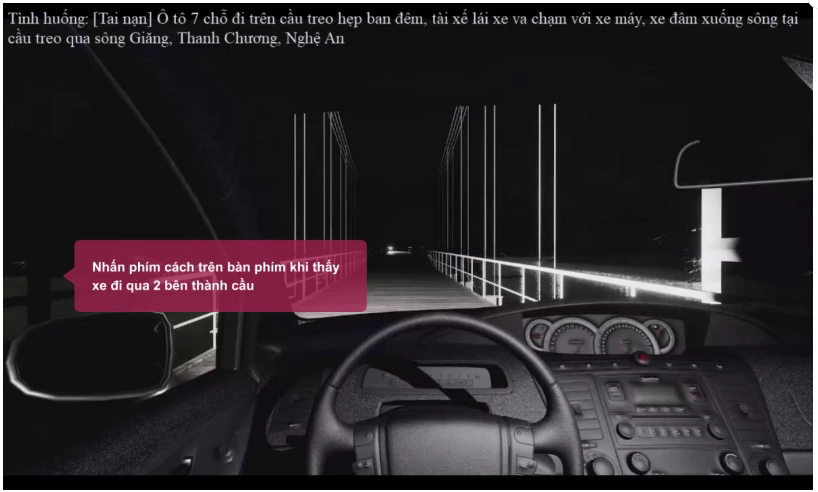 Tình huống: [Tai nạn] Ô tô 7 chỗ đi trên cầu treo hẹp ban đêm, tài xế lái xe va chạm với xe máy, xe đâm xuống sông tại
cầu treo qua sông Giăng, Thanh Chương, Nghệ An
Nhấn phím cách trên bàn phím khi thấy
xe đi qua 2 bên thành cầu